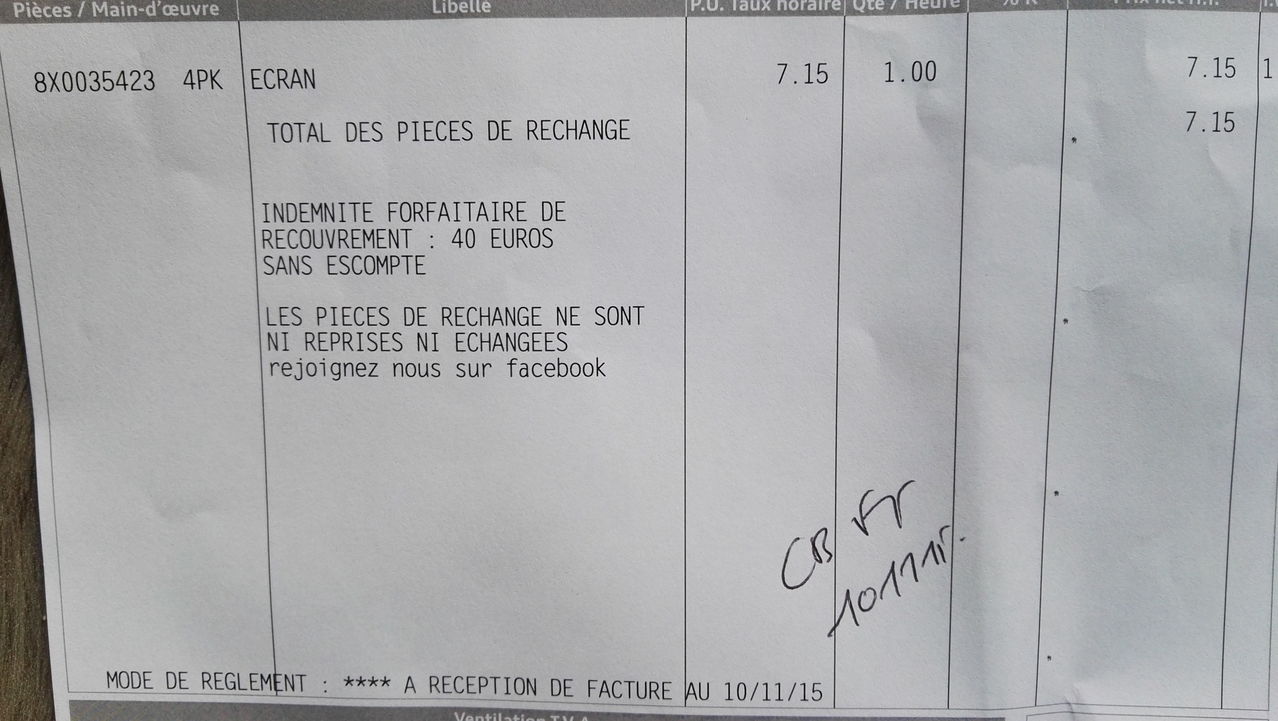 Pièces / Main-d'œuvre Libellé P.U. Taux horaire Qté / Heure
8X0035423 4PK ECRAN 7.15 1.00 7.15 1
TOTAL DES PIECES DE RECHANGE 7.15
INDEMNITE FORFAITAIRE DE
RECOUVREMENT : 40 EUROS
SANS ESCOMPTE
LES PIECES DE RECHANGE NE SONT
NI REPRISES NI ECHANGEES
rejoignez nous sur facebook
CB
MODE DE REGLEMENT : **** A RECEPTION DE FACTURE AU 10/11/15
Ventilation T.V.A.